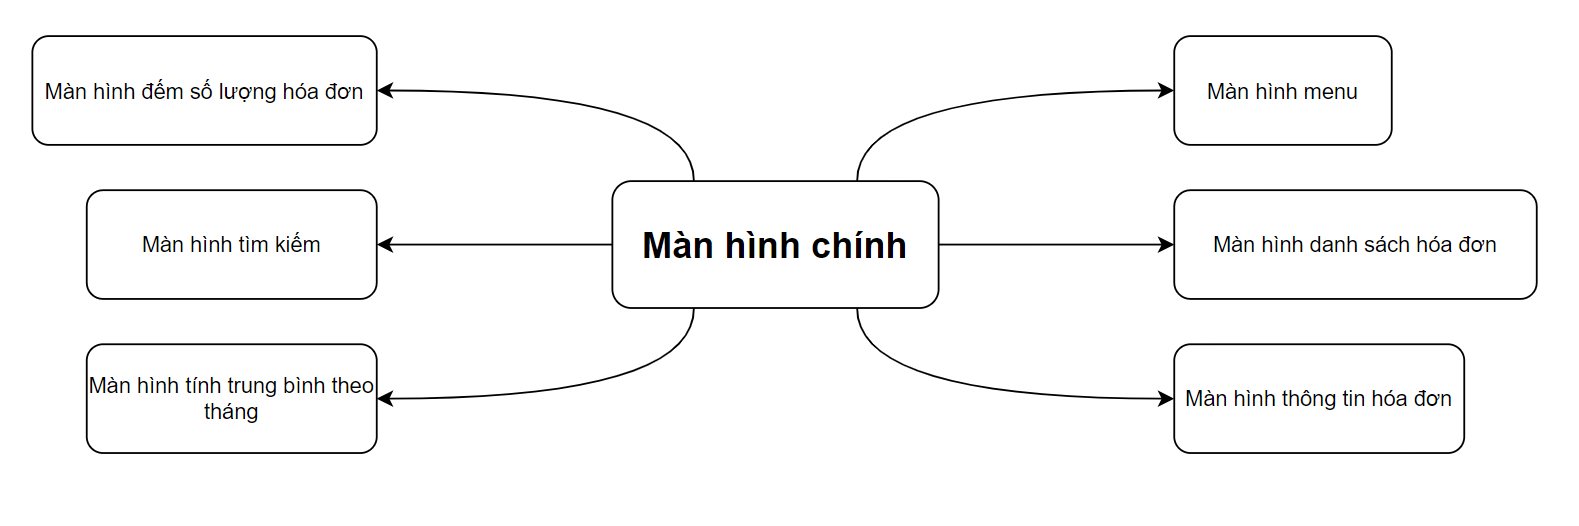 Màn hình đếm số lượng hóa đơn
Màn hình menu
Màn hình tìm kiếm
Màn hình chính
Màn hình danh sách hóa đơn
Màn hình tính trung bình theo
tháng
Màn hình thông tin hóa đơn